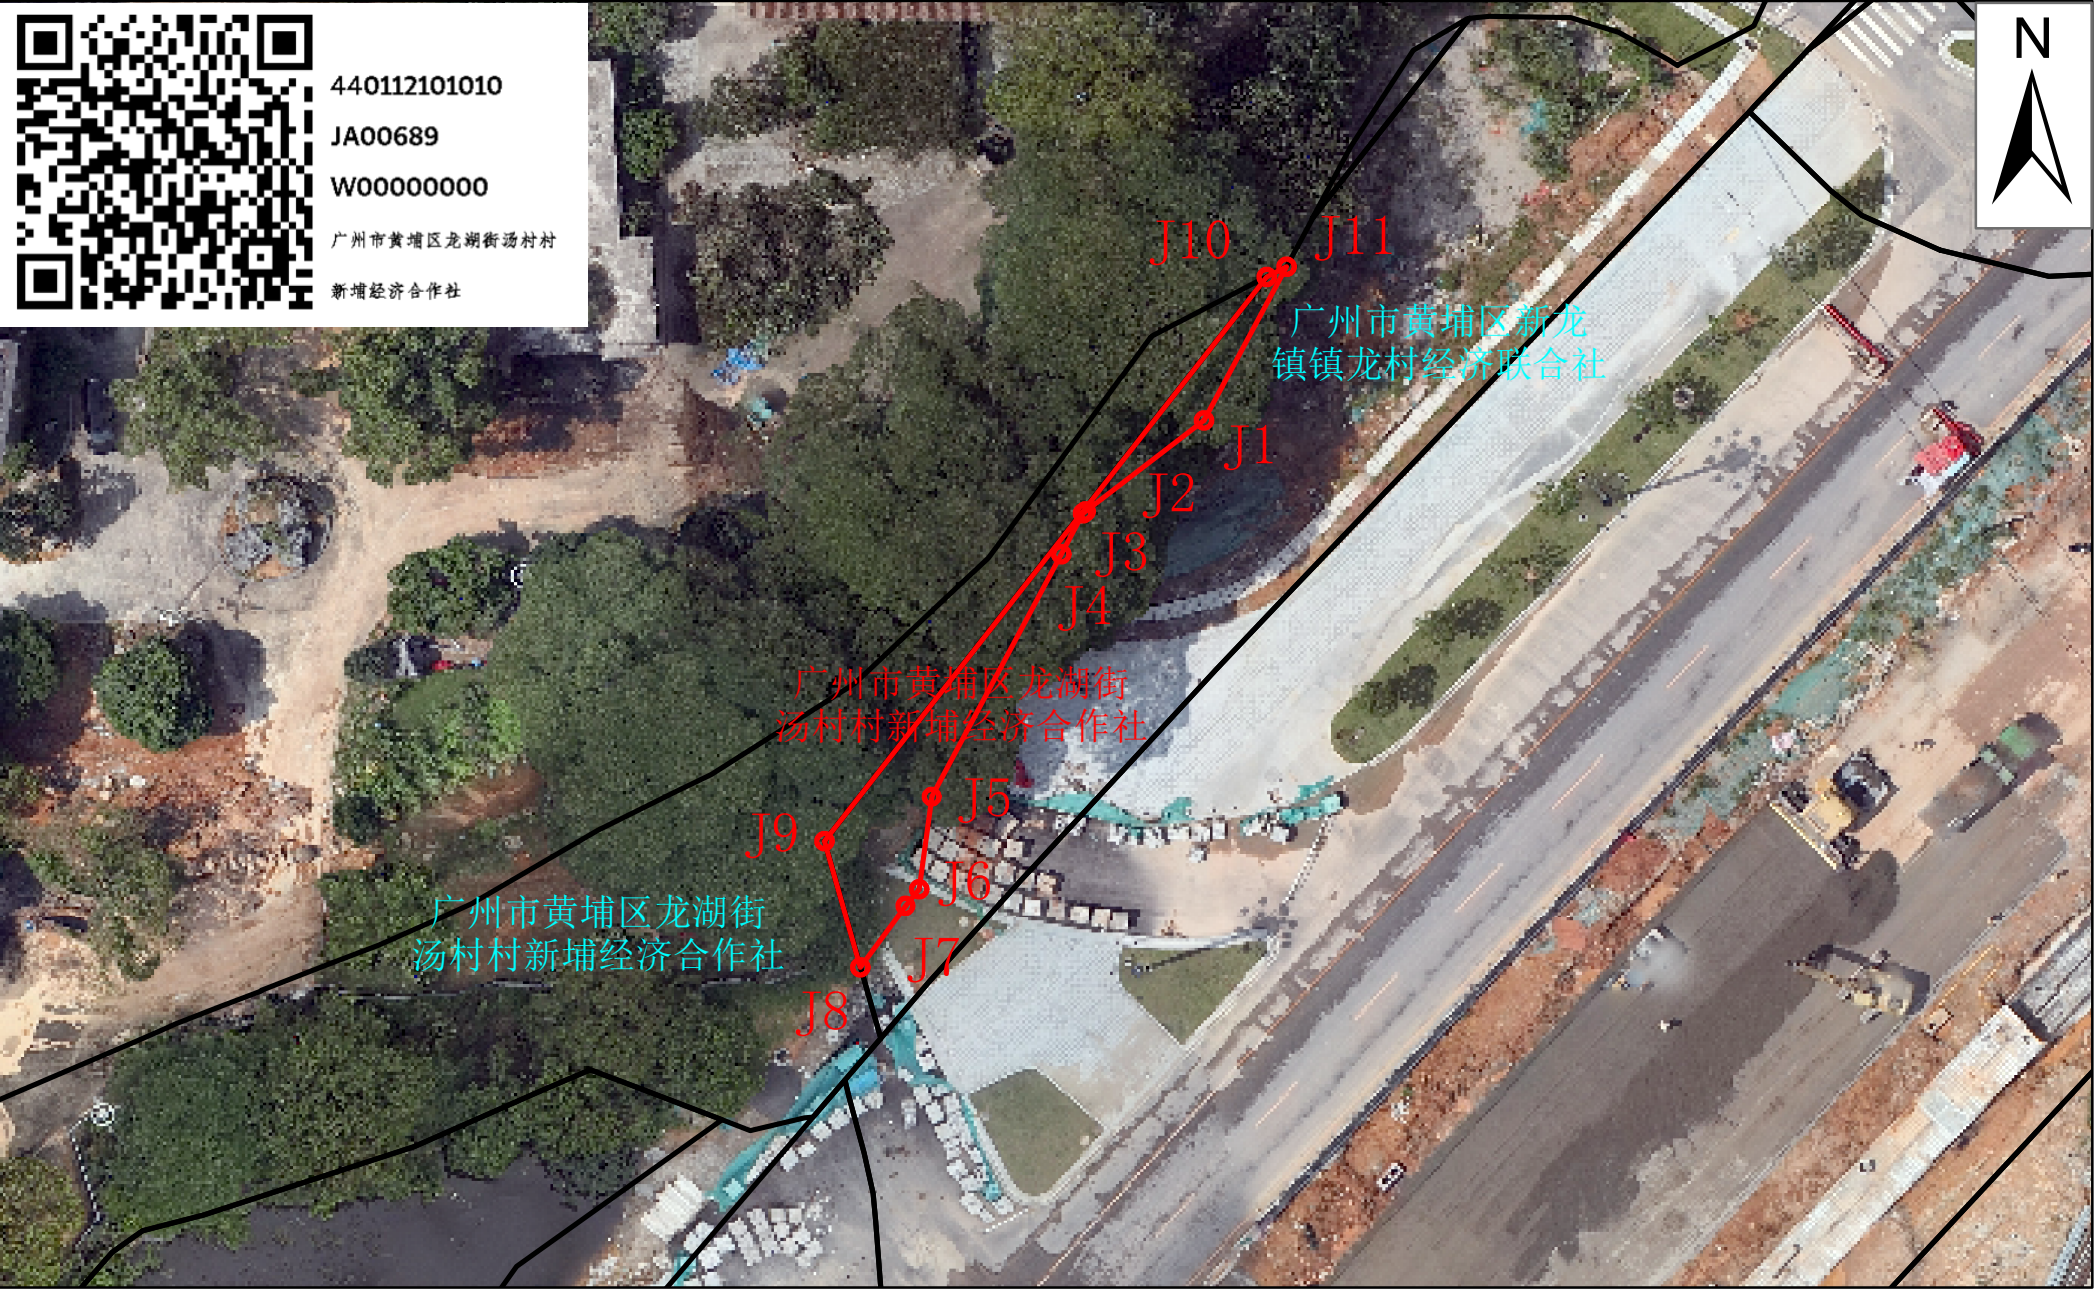 440112101010
JA00689
W00000000
广州市黄埔区龙湖街汤村村
新埔经济合作社
N
J10
J11
广州市黄埔区新龙
镇镇龙村经济联合社
J1
J2
J3
J4
广州市黄埔区龙湖街
汤村村新埔经济合作社
J5
J9
J6
广州市黄埔区龙湖街
汤村村新埔经济合作社
J7
J8